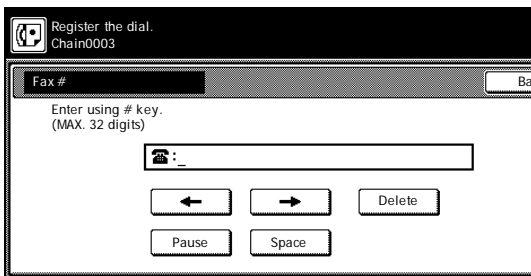 Register the dial.
Chain0003
Fax #
Ba
Enter using # key.
(MAX. 32 digits)
:_
Delete
Pause
Space